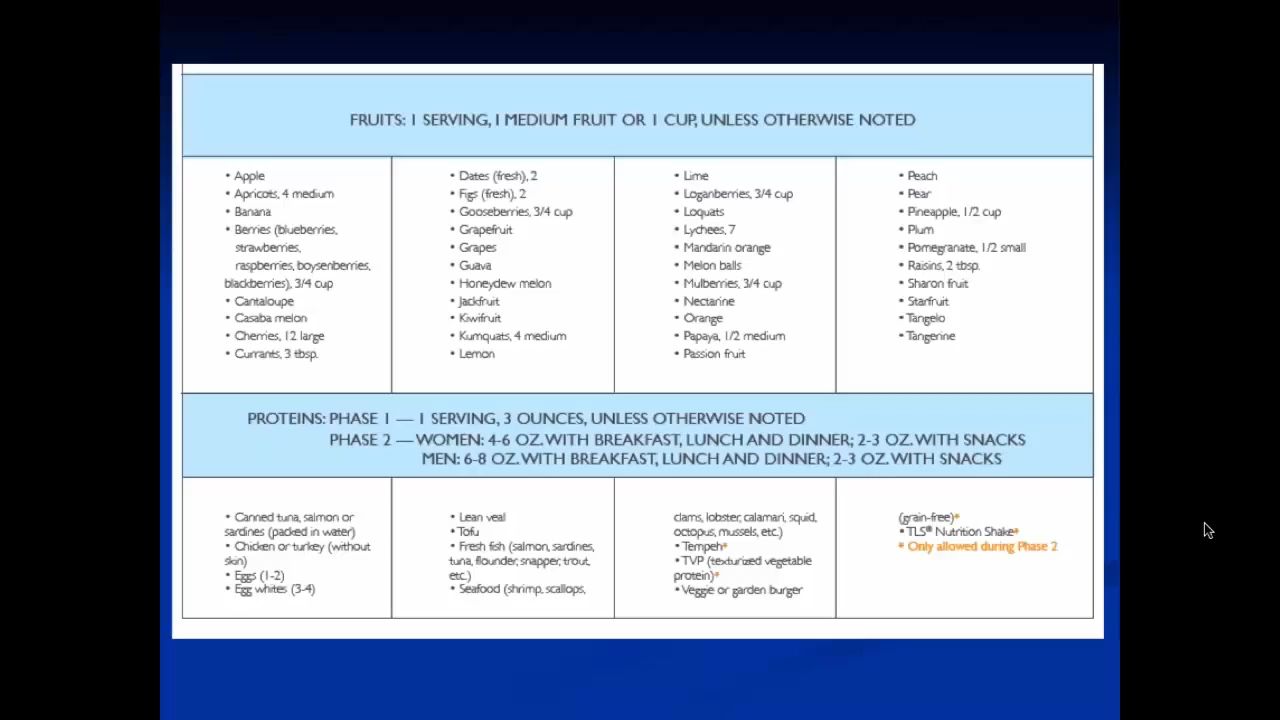 FRUITS: 1 SERVING, 1 MEDIUM FRUIT OR 1 CUP, UNLESS OTHERWISE NOTED
• Apple
• Apricots, 4 medium
• Banana
• Berries (blueberries,
strawberries,
raspberries, boysenberries,
blackberries), 3/4 cup
• Cantaloupe
• Casaba melon
• Cherries, 12 large
• Currants, 3 tbsp.
• Dates (fresh), 2
• Figs (fresh), 2
• Gooseberries, 3/4 cup
• Grapefruit
• Grapes
• Guava
• Honeydew melon
• Jackfruit
• Kiwifruit
• Kumquats, 4 medium
• Lemon
• Lime
• Loganberries, 3/4 cup
• Loquats
• Lychees, 7
• Mandarin orange
• Melon balls
• Mulberries, 3/4 cup
• Nectarine
• Orange
• Papaya, 1/2 medium
• Passion fruit
• Peach
• Pear
• Pineapple, 1/2 cup
• Plum
• Pomegranate, 1/2 small
• Raisins, 2 tbsp.
• Sharon fruit
• Starfruit
• Tangelo
• Tangerine
PROTEINS: PHASE 1 — 1 SERVING, 3 OUNCES, UNLESS OTHERWISE NOTED
PHASE 2 — WOMEN: 4-6 OZ. WITH BREAKFAST, LUNCH AND DINNER; 2-3 OZ. WITH SNACKS
MEN: 6-8 OZ. WITH BREAKFAST, LUNCH AND DINNER; 2-3 OZ. WITH SNACKS
• Canned tuna, salmon or
sardines (packed in water)
• Chicken or turkey (without
skin)
• Eggs (1-2)
• Egg whites (3-4)
• Lean veal
• Tofu
• Fresh fish (salmon, sardines,
tuna, flounder, snapper, trout,
etc.)
• Seafood (shrimp, scallops,
clams, lobster, calamari, squid,
octopus, mussels, etc.)
• Tempeh*
• TVP (texturized vegetable
protein)*
• Veggie or garden burger
(grain-free)*
• TLS® Nutrition Shake*
* Only allowed during Phase 2